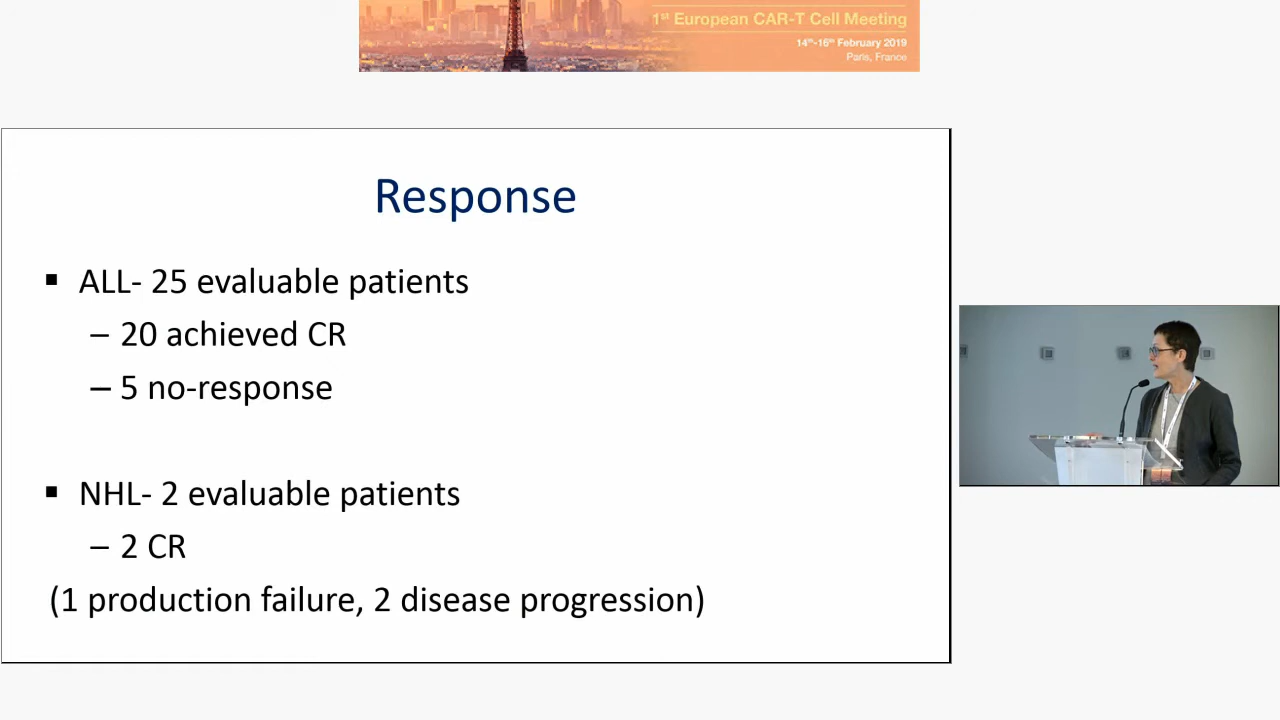 1st European CAR-T Cell Meeting
14th-16th February 2019
Paris, France
Response
▪ ALL- 25 evaluable patients
– 20 achieved CR
– 5 no-response
▪ NHL- 2 evaluable patients
– 2 CR
(1 production failure, 2 disease progression)